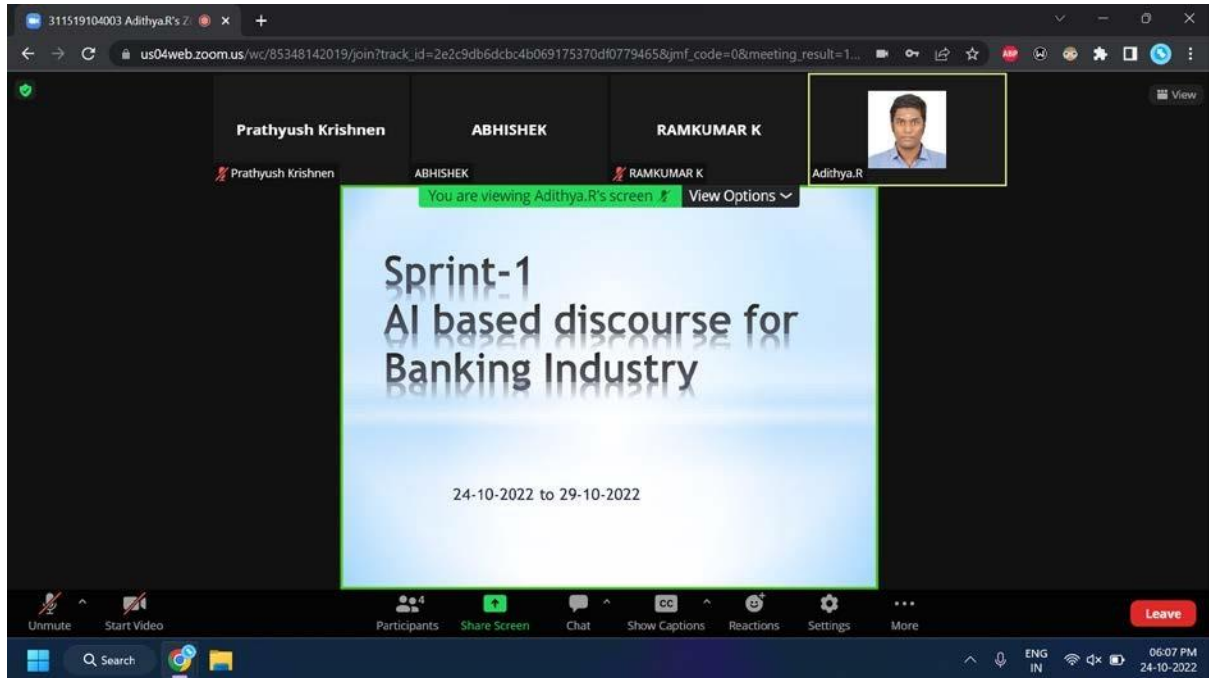 311519104003 Adithya.R's Z
us04web.zoom.us/wc/85348142019/join?track_id=2e2c9db6dcbc4b069175370df0779465&jmf_code=0&meeting_result=1...
ABP
View
Prathyush Krishnen
ABHISHEK
RAMKUMAR K
Prathyush Krishnen
ABHISHEK
RAMKUMAR K
Adithya.R
You are viewing Adithya.R's screen
View Options
Sprint-1
AI based discourse for
Banking Industry
24-10-2022 to 29-10-2022
4
CC
Unmute
Start Video
Participants
Share Screen
Chat
Show Captions
Reactions
Settings
More
Leave
Search
ENG
IN
06:07 PM
24-10-2022